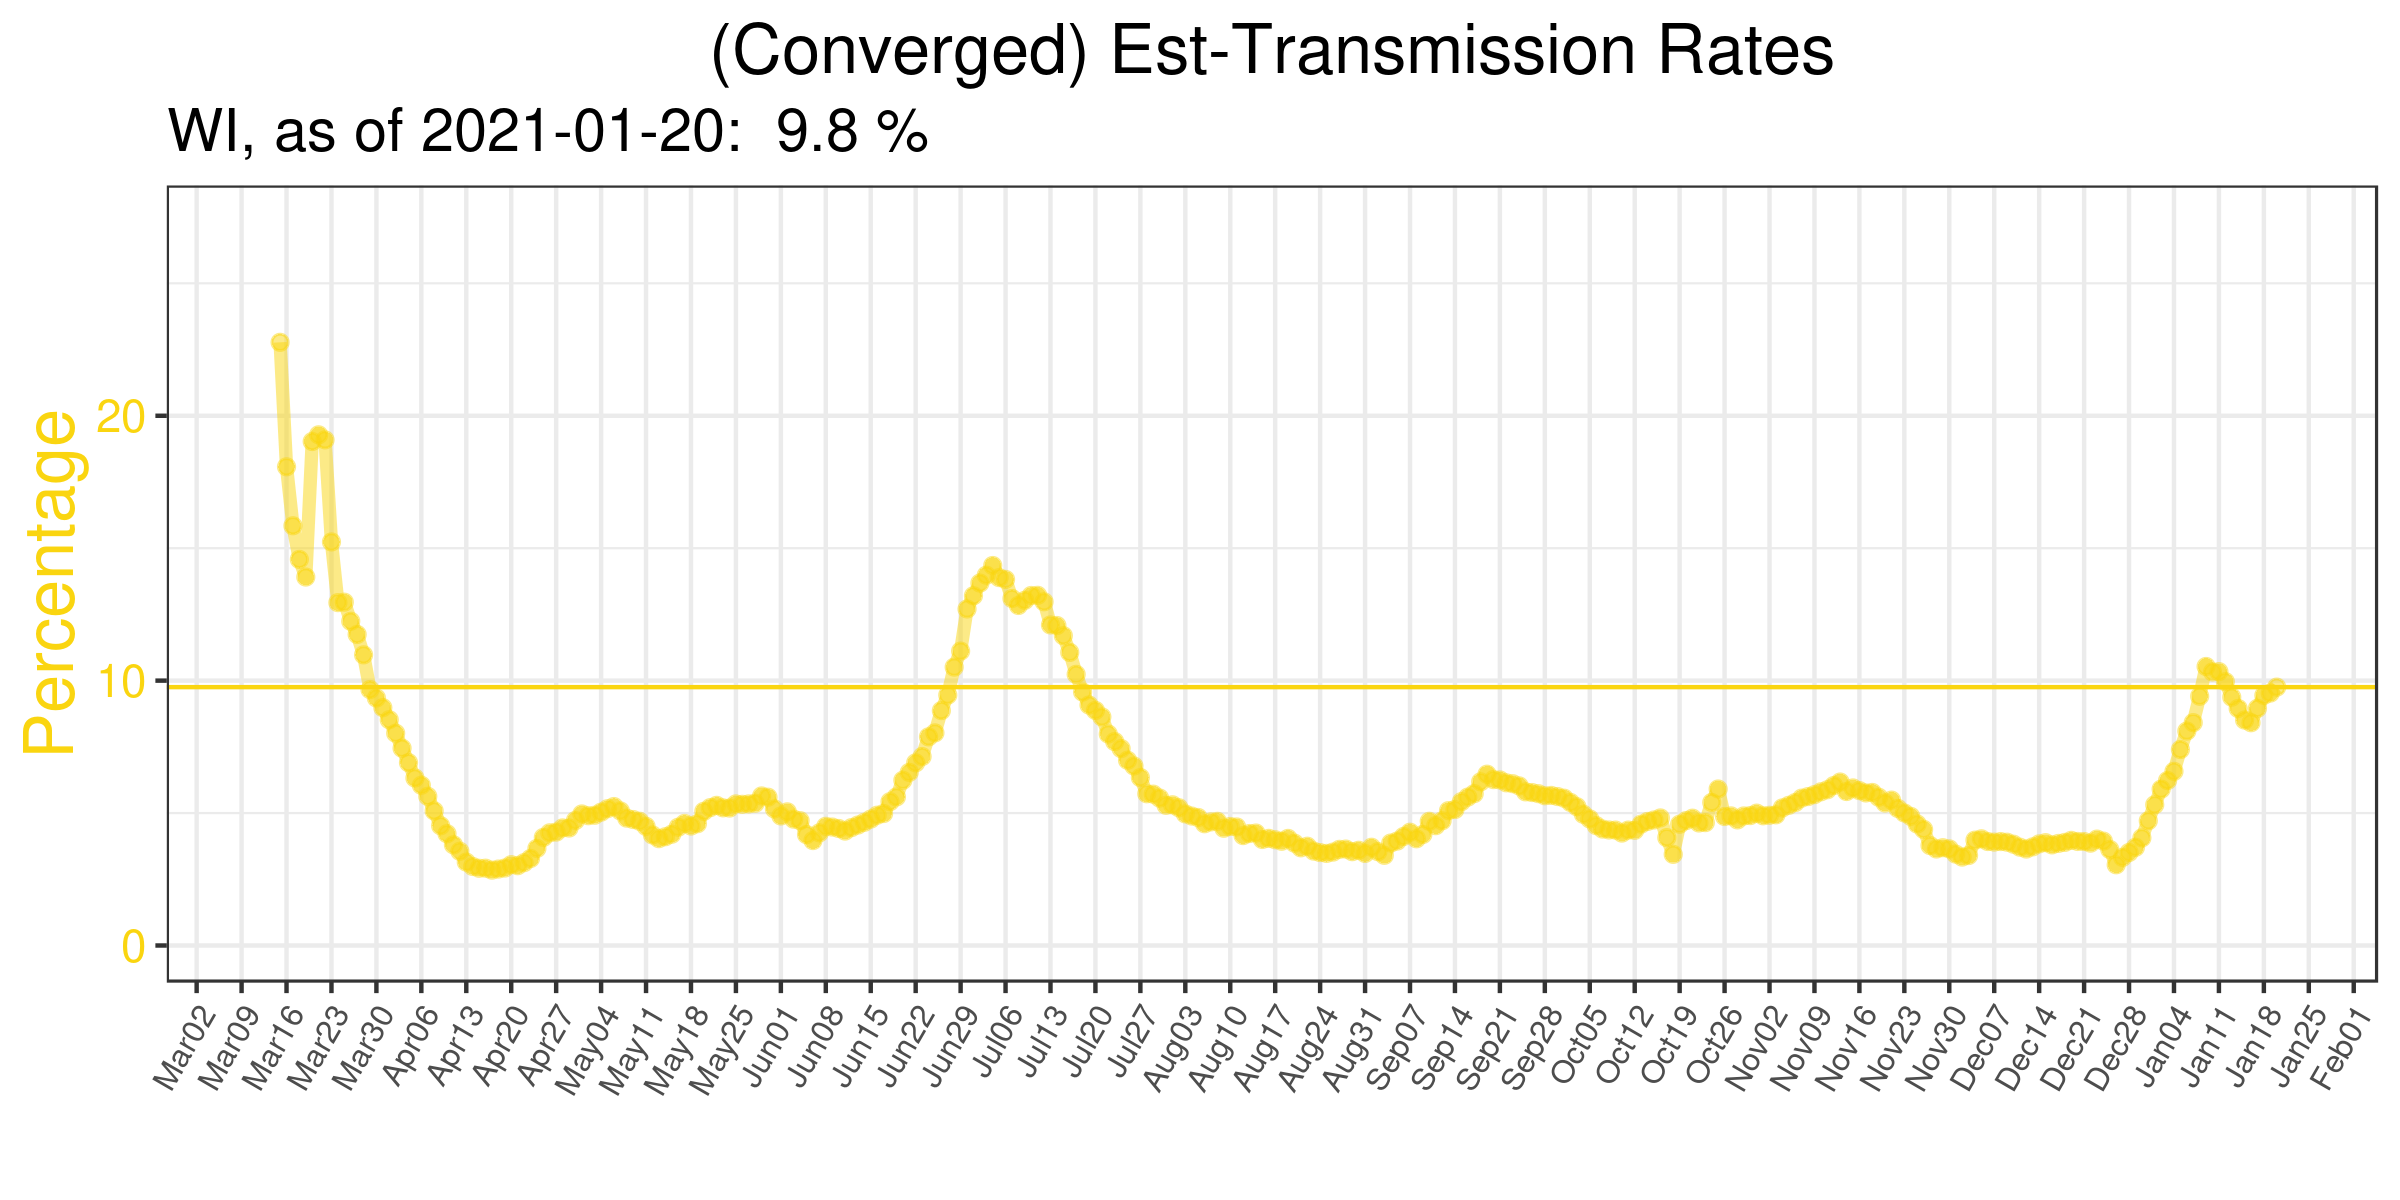 (Converged) Est-Transmission Rates
WI, as of 2021-01-20:  9.8 %
Percentage
20
10
0
Mar02 Mar09 Mar16 Mar23 Mar30 Apr06 Apr13 Apr20 Apr27 May04 May11 May18 May25 Jun01 Jun08 Jun15 Jun22 Jun29 Jul06 Jul13 Jul20 Jul27 Aug03 Aug10 Aug17 Aug24 Aug31 Sep07 Sep14 Sep21 Sep28 Oct05 Oct12 Oct19 Oct26 Nov02 Nov09 Nov16 Nov23 Nov30 Dec07 Dec14 Dec21 Dec28 Jan04 Jan11 Jan18 Jan25 Feb01